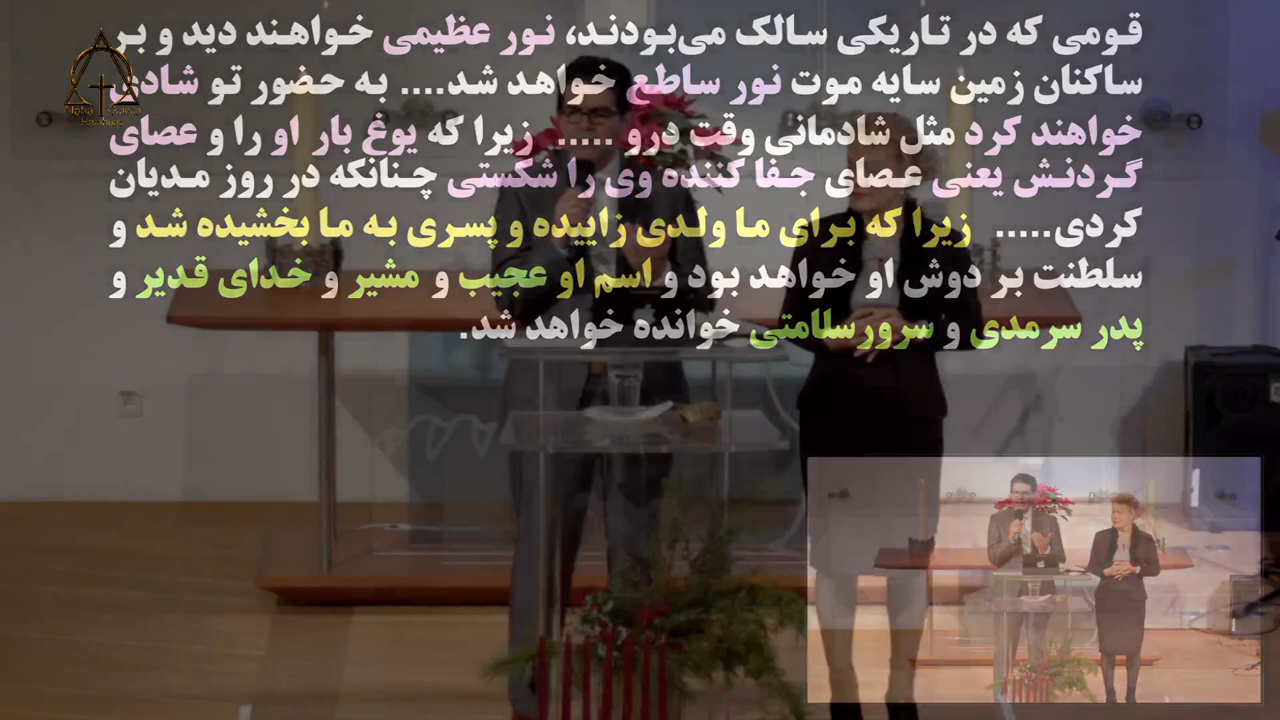 قومی که در تاریکی سالک می‌بودند، نور عظیمی خواهند دید و بر
ساکنان زمین سایه موت نور ساطع خواهد شد.... به حضور تو شادی
خواهند کرد مثل شادمانی وقت درو ..... زیرا که یوغ بار او را و عصای
گردنش یعنی عصای جفا کننده وی را شکستی چنانکه در روز مدیان
کردی..... زیرا که برای ما ولدی زاییده و پسری به ما بخشیده شد و
سلطنت بر دوش او خواهد بود و اسم او عجیب و مشیر و خدای قدیر و
پدر سرمدی و سرورسلامتی خوانده خواهد شد.